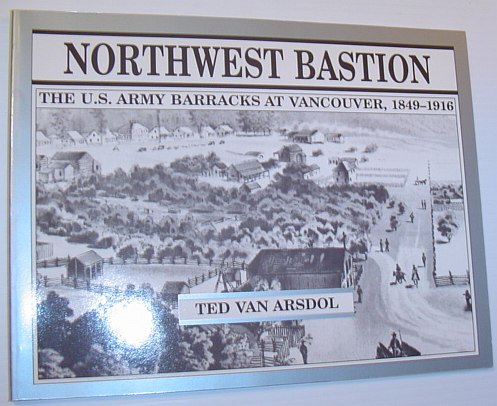 NORTHWEST BASTION
THE U.S. ARMY BARRACKS AT VANCOUVER, 1849–1916
TED VAN ARSDOL